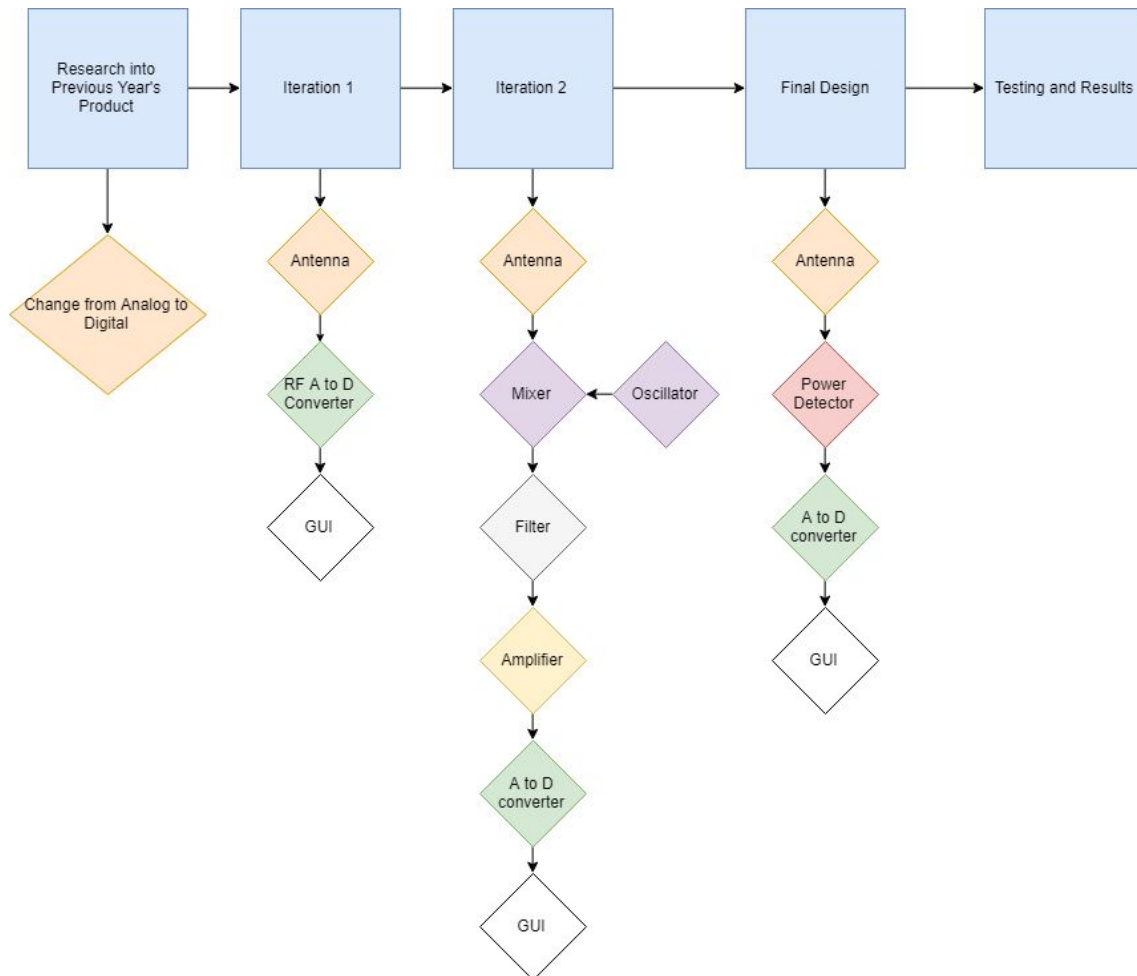 Research into
Previous Year's
Product
Iteration 1
Iteration 2
Final Design
Testing and Results
Change from Analog to
Digital
Antenna
RF A to D
Converter
GUI
Antenna
Mixer
Oscillator
Filter
Amplifier
A to D
converter
GUI
Antenna
Power
Detector
A to D
converter
GUI